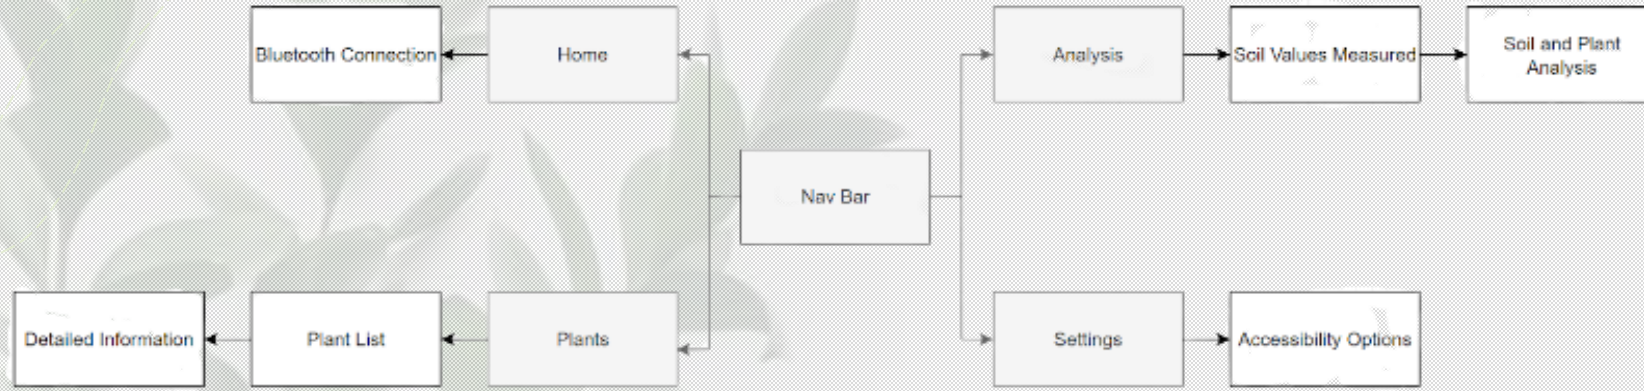 Bluetooth Connection
Home
Analysis
Soil Values Measured
Soil and Plant
Analysis
Nav Bar
Detailed Information
Plant List
Plants
Settings
Accessibility Options